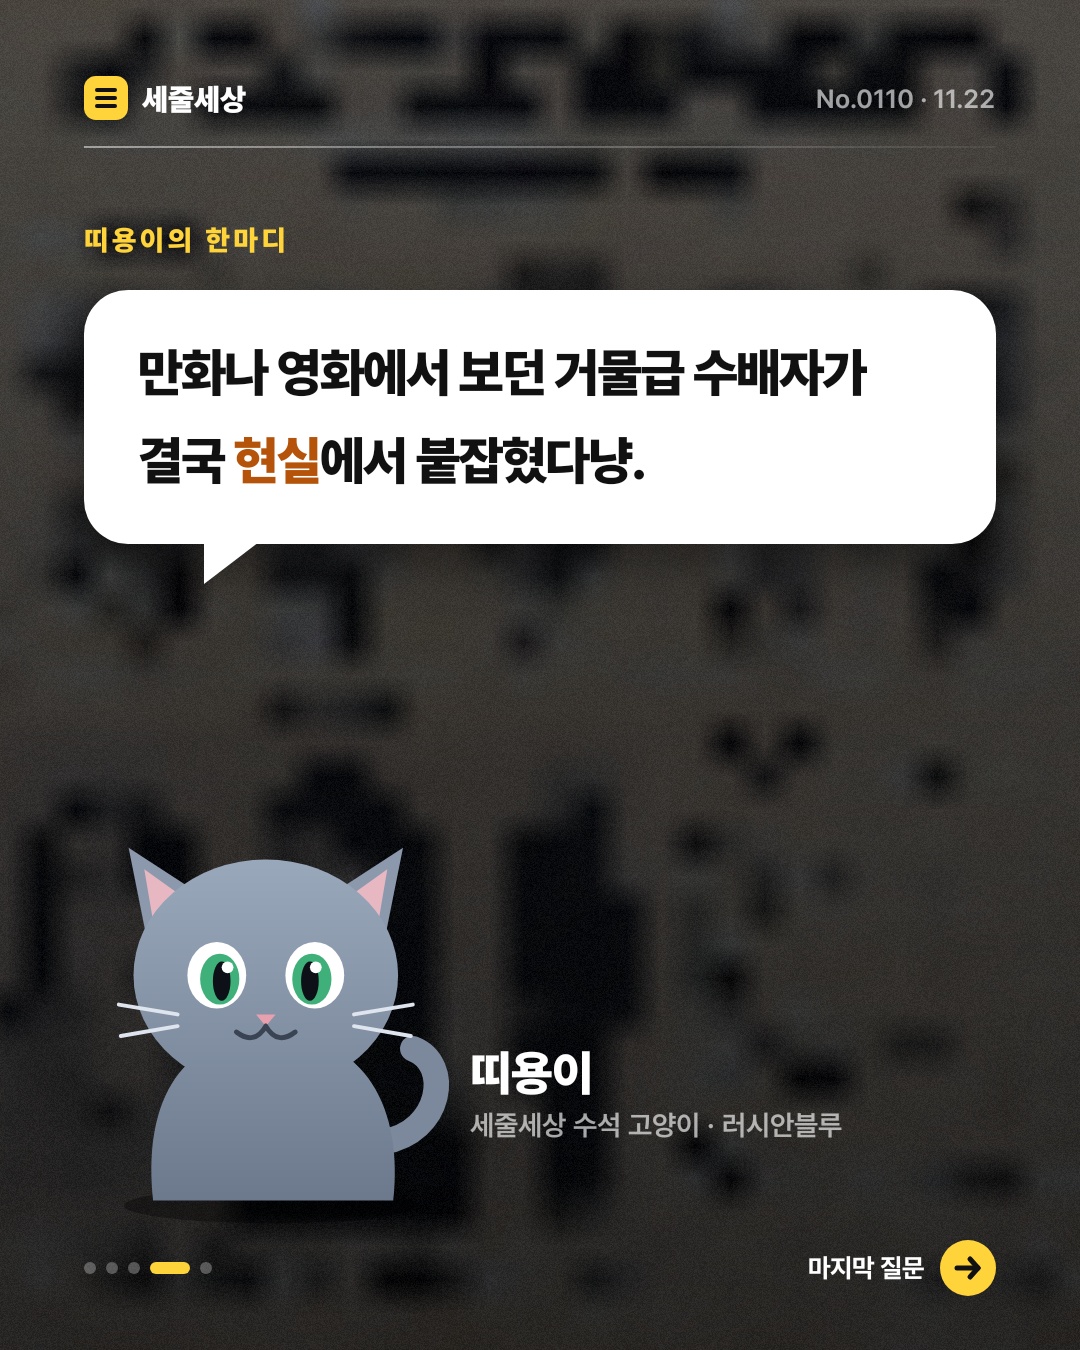 세줄세상
No.0110 · 11.22
띠용이의 한마디
만화나 영화에서 보던 거물급 수배자가
결국 현실에서 붙잡혔다냥.
띠용이
세줄세상 수석 고양이 · 러시안블루
마지막 질문